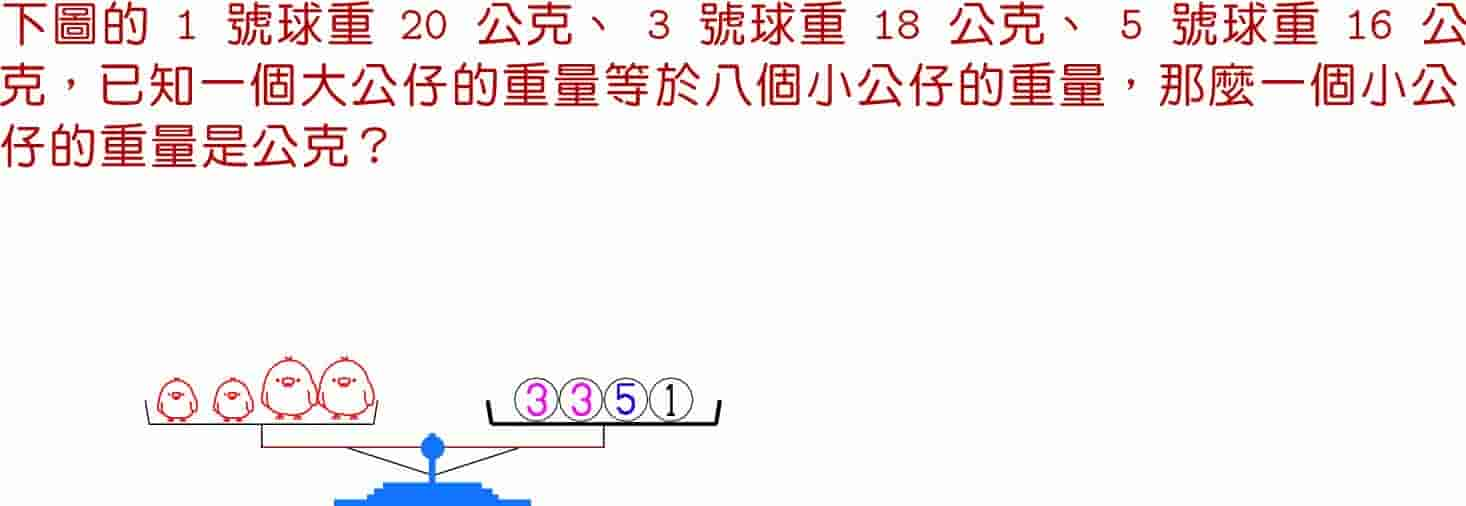 下圖的 1 號球重 20 公克、 3 號球重 18 公克、 5 號球重 16 公
克，已知一個大公仔的重量等於八個小公仔的重量，那麼一個小公
仔的重量是公克？
3 3 5 1